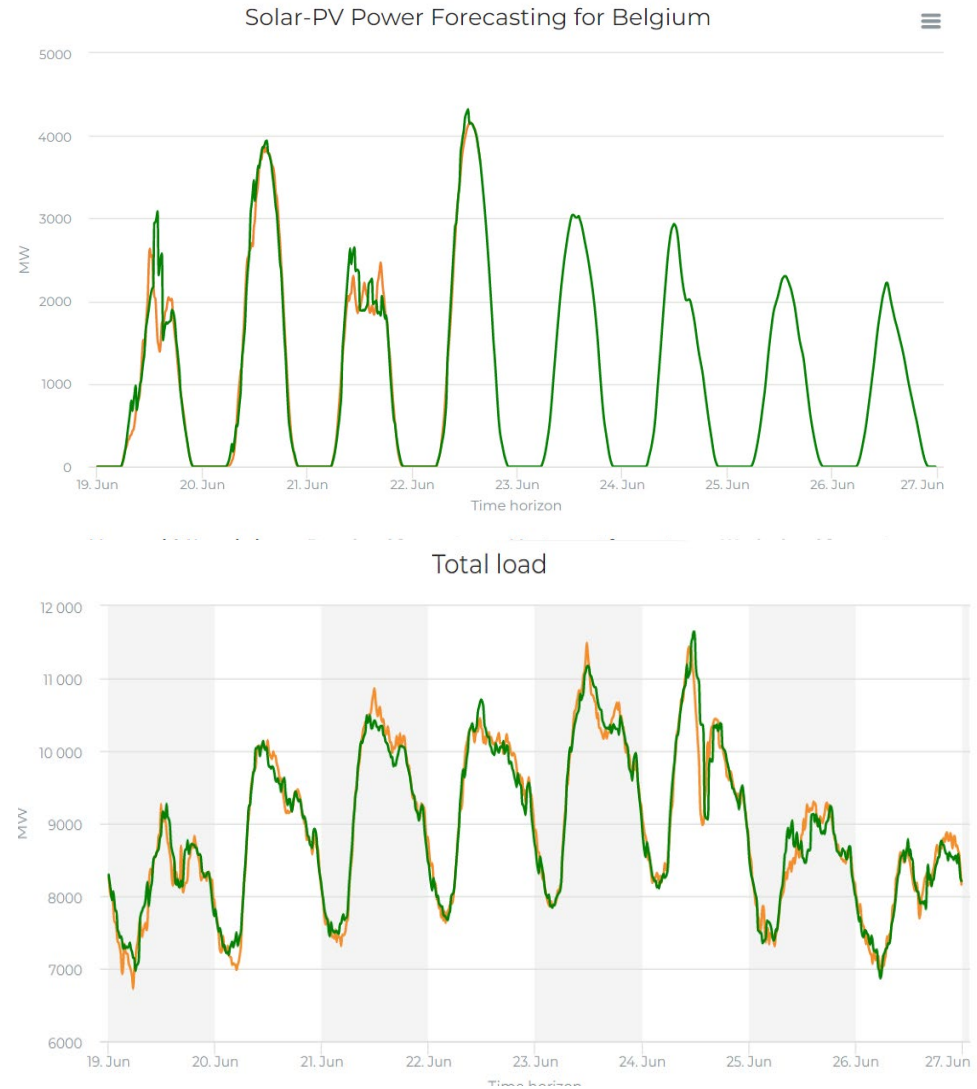 Solar-PV Power Forecasting for Belgium
5000
4000
3000
2000
1000
0
MW
19. Jun 20. Jun 21. Jun 22. Jun 23. Jun 24. Jun 25. Jun 26. Jun 27. Jun
Time horizon
Total load
12 000
11 000
10 000
9000
8000
7000
6000
MW
19. Jun 20. Jun 21. Jun 22. Jun 23. Jun 24. Jun 25. Jun 26. Jun 27. Jun
Time horizon